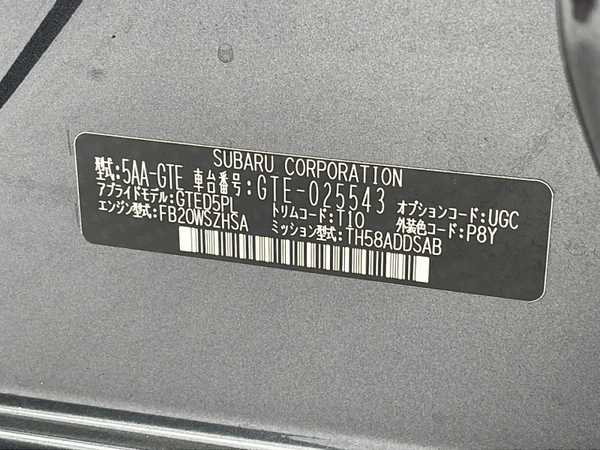 SUBARU CORPORATION
型式:5AA-GTE 車台番号:GTE-025543 オプションコード:UGC
アプライドモデル:GTED5PL トリムコード:T10 外装色コード:P8Y
エンジン型式:FB20WSZHSA ミッション型式:TH58ADDSAB